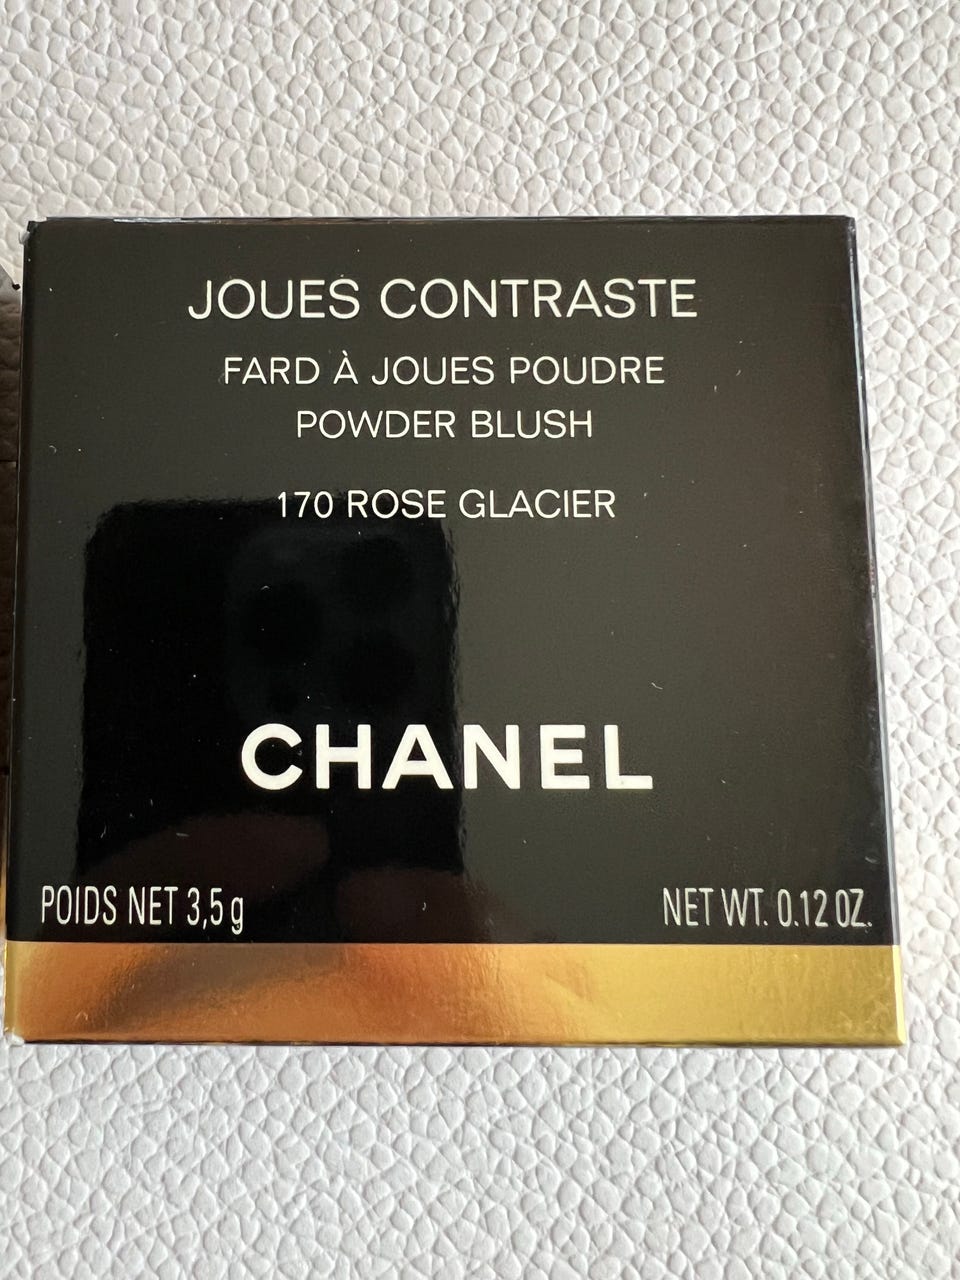 JOUES CONTRASTE
FARD À JOUES POUDRE
POWDER BLUSH
170 ROSE GLACIER
CHANEL
POIDS NET 3,5 g NET WT. 0.12 OZ.